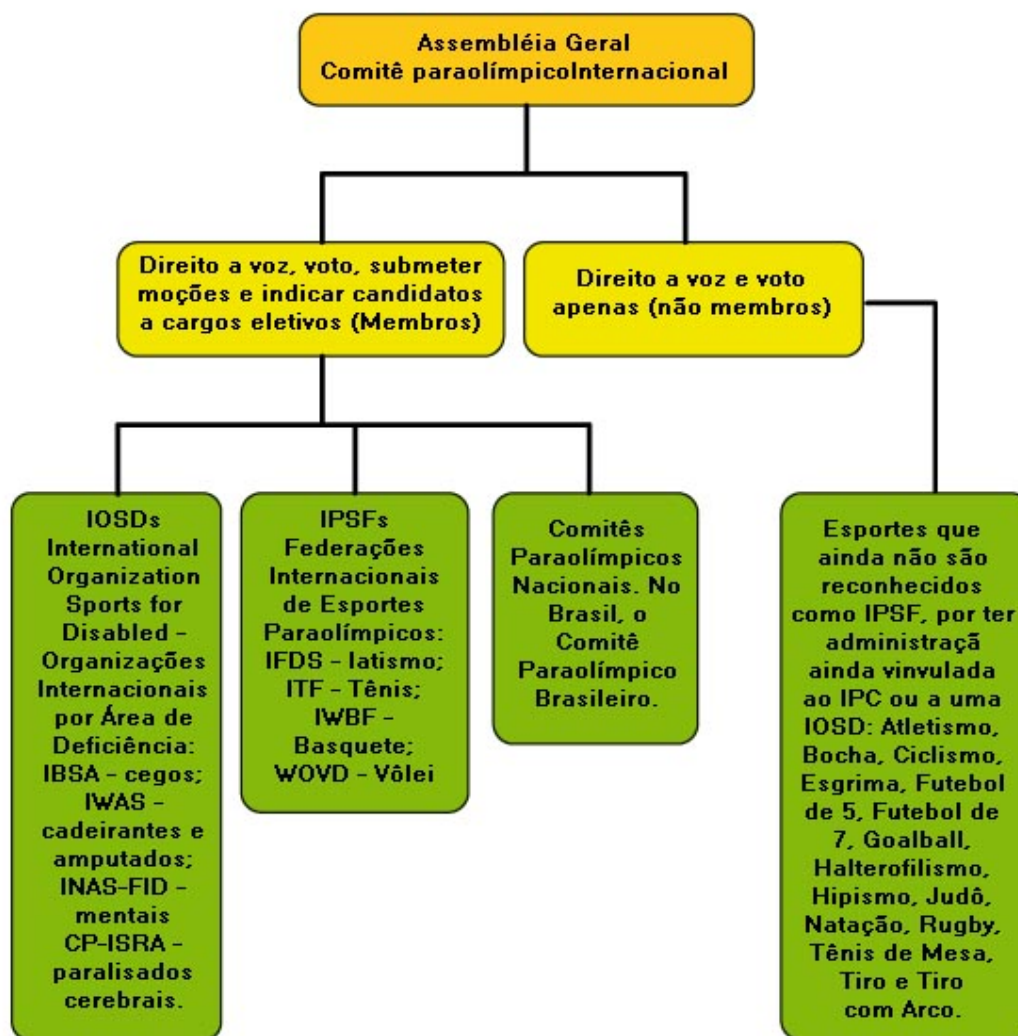 Assembléia Geral
Comitê paraolímpicoInternacional
Direito a voz, voto, submeter
moções e indicar candidatos
a cargos eletivos (Membros)
Direito a voz e voto
apenas (não membros)
IOSDs
International
Organization
Sports for
Disabled -
Organizações
Internacionais
por Área de
Deficiência:
IBSA - cegos;
IWAS -
cadeirantes e
amputados;
INAS-FID -
mentais
CP-ISRA -
paralisados
cerebrais.
IPSFs
Federações
Internacionais
de Esportes
Paraolímpicos:
IFDS - Iatismo;
ITF - Tênis;
IWBF -
Basquete;
WOVD - Vôlei
Comitês
Paraolímpicos
Nacionais. No
Brasil, o
Comitê
Paraolímpico
Brasileiro.
Esportes que
ainda não são
reconhecidos
como IPSF, por ter
administraçã
ainda vinvulada
ao IPC ou a uma
IOSD: Atletismo,
Bocha, Ciclismo,
Esgrima, Futebol
de 5, Futebol de
7, Goalball,
Halterofilismo,
Hipismo, Judô,
Natação, Rugby,
Tênis de Mesa,
Tiro e Tiro
com Arco.